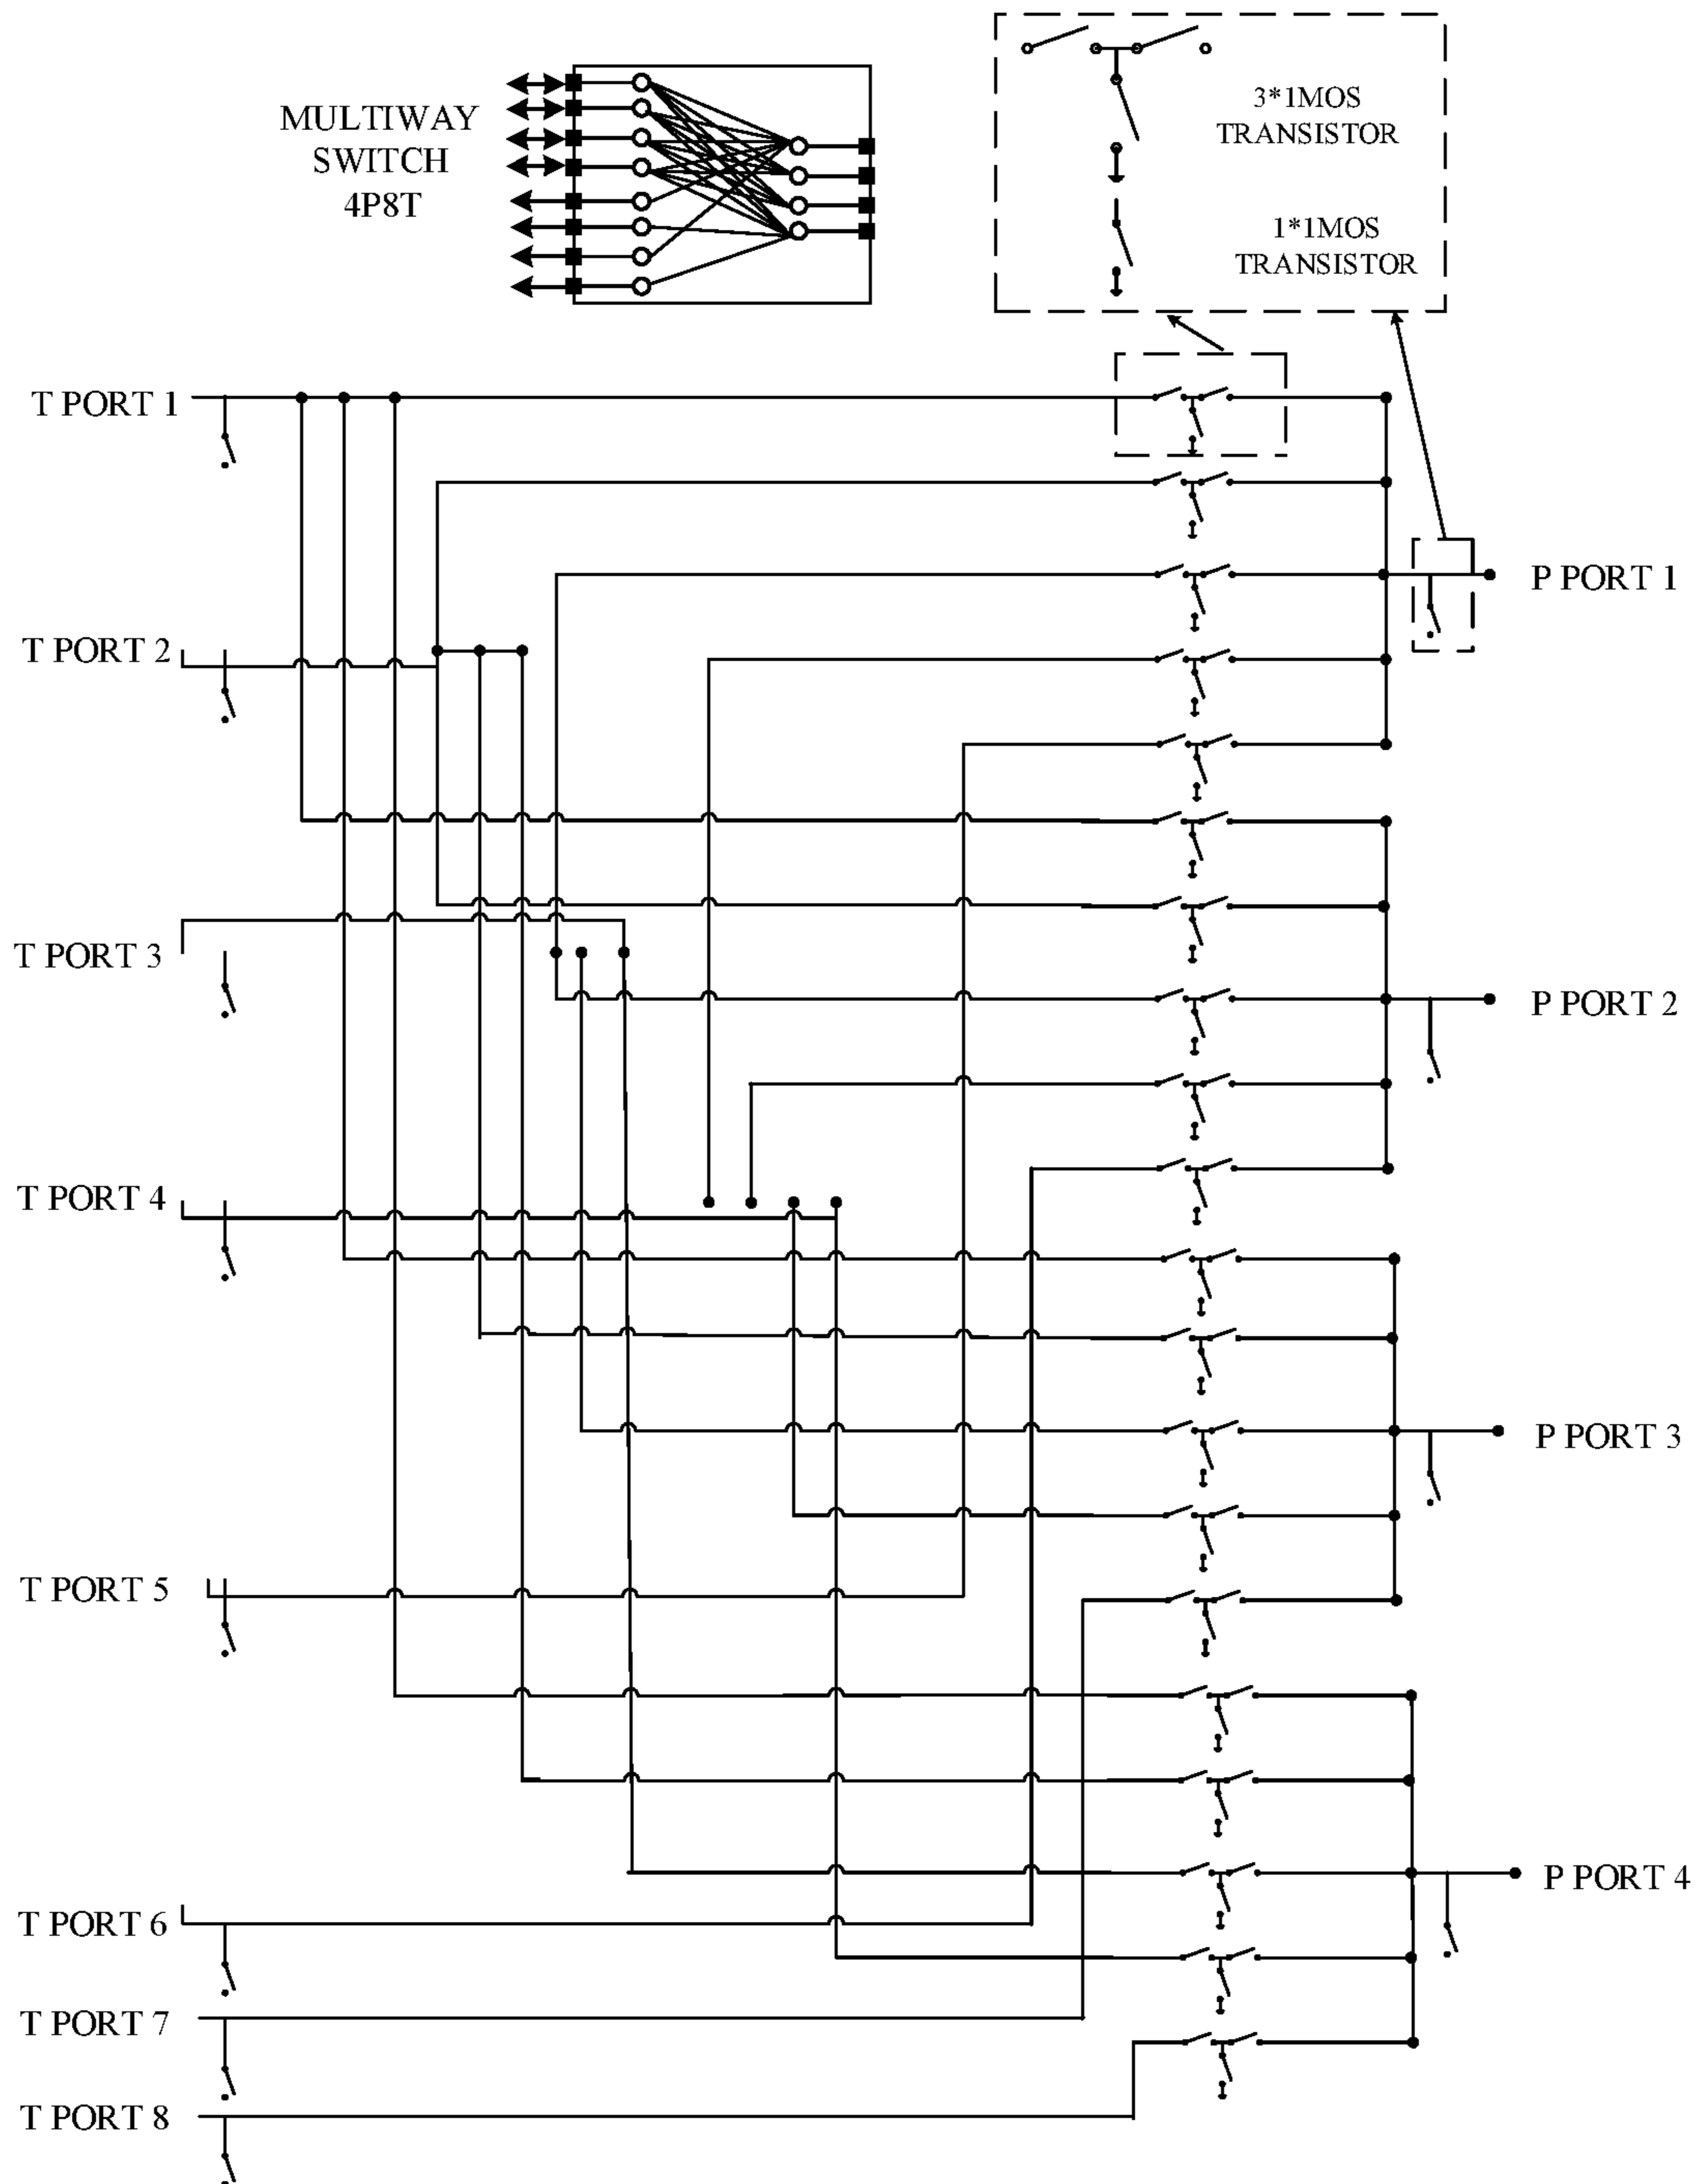 MULTIWAY
SWITCH
4P8T
3*1MOS
TRANSISTOR
1*1MOS
TRANSISTOR
T PORT 1
P PORT 1
T PORT 2
T PORT 3
P PORT 2
T PORT 4
P PORT 3
T PORT 5
P PORT 4
T PORT 6
T PORT 7
T PORT 8